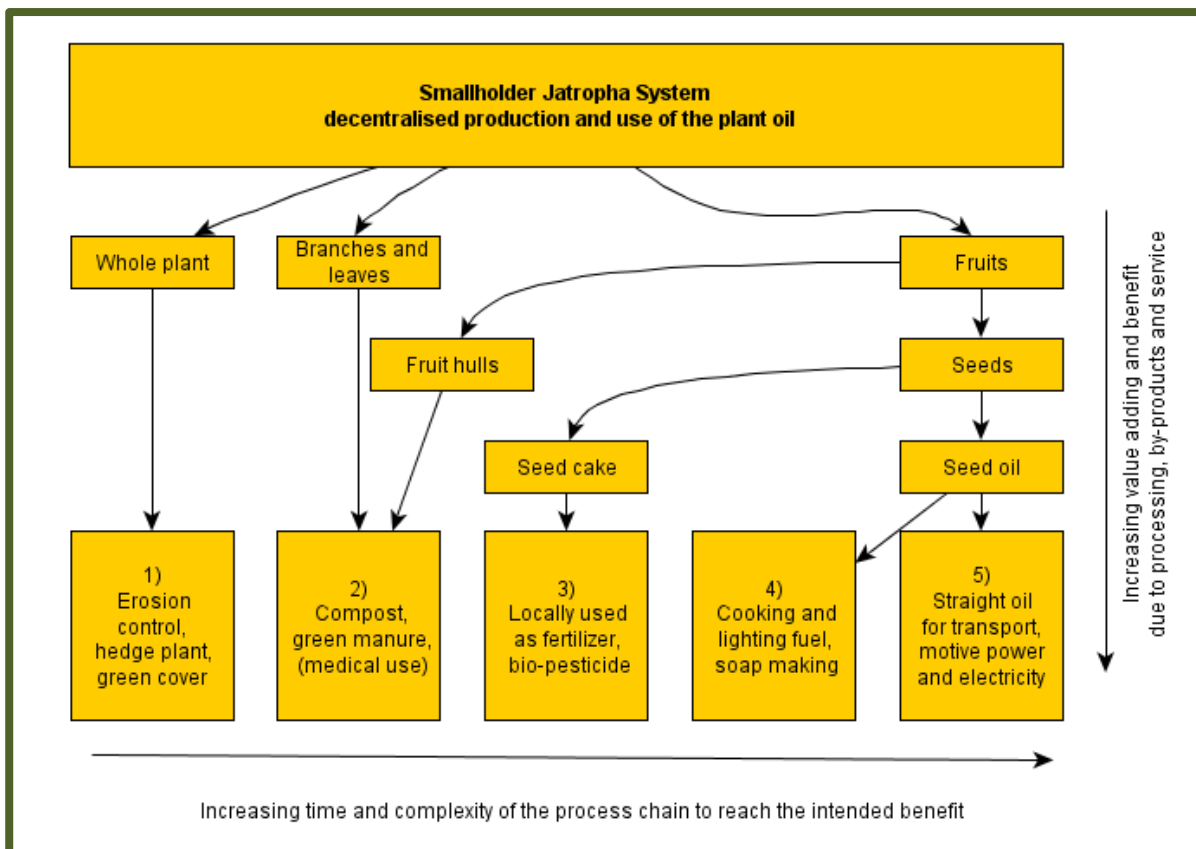 Smallholder Jatropha System
decentralised production and use of the plant oil
Whole plant
Branches and
leaves
Fruits
Fruit hulls
Seeds
Seed cake
Seed oil
1)
Erosion
control,
hedge plant,
green cover
2)
Compost,
green manure,
(medical use)
3)
Locally used
as fertilizer,
bio-pesticide
4)
Cooking and
lighting fuel,
soap making
5)
Straight oil
for transport,
motive power
and electricity
Increasing value adding and benefit
due to processing, by-products and service
Increasing time and complexity of the process chain to reach the intended benefit